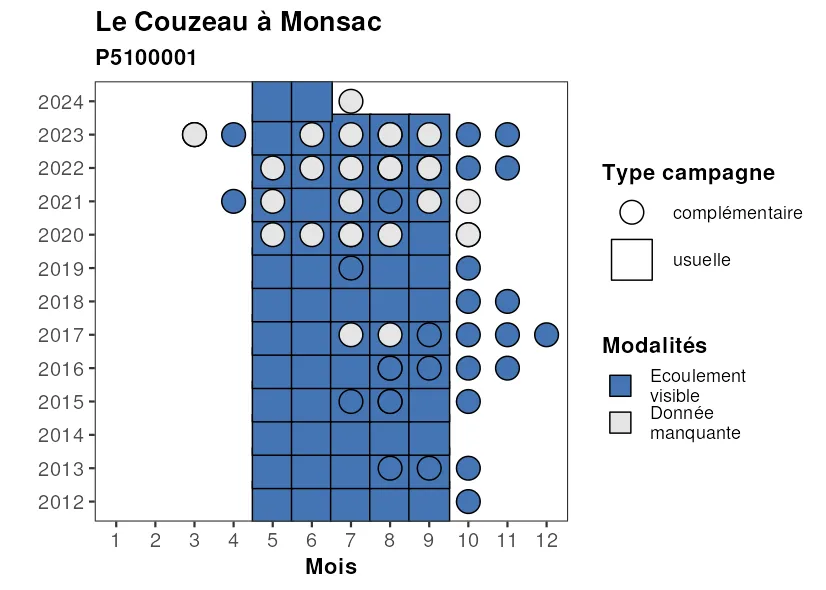 Le Couzeau à Monsac
P5100001
2024
2023
2022
2021
2020
2019
2018
2017
2016
2015
2014
2013
2012
1 2 3 4 5 6 7 8 9 10 11 12
Mois
Type campagne
complémentaire
usuelle
Modalités
Ecoulement
visible
Donnée
manquante